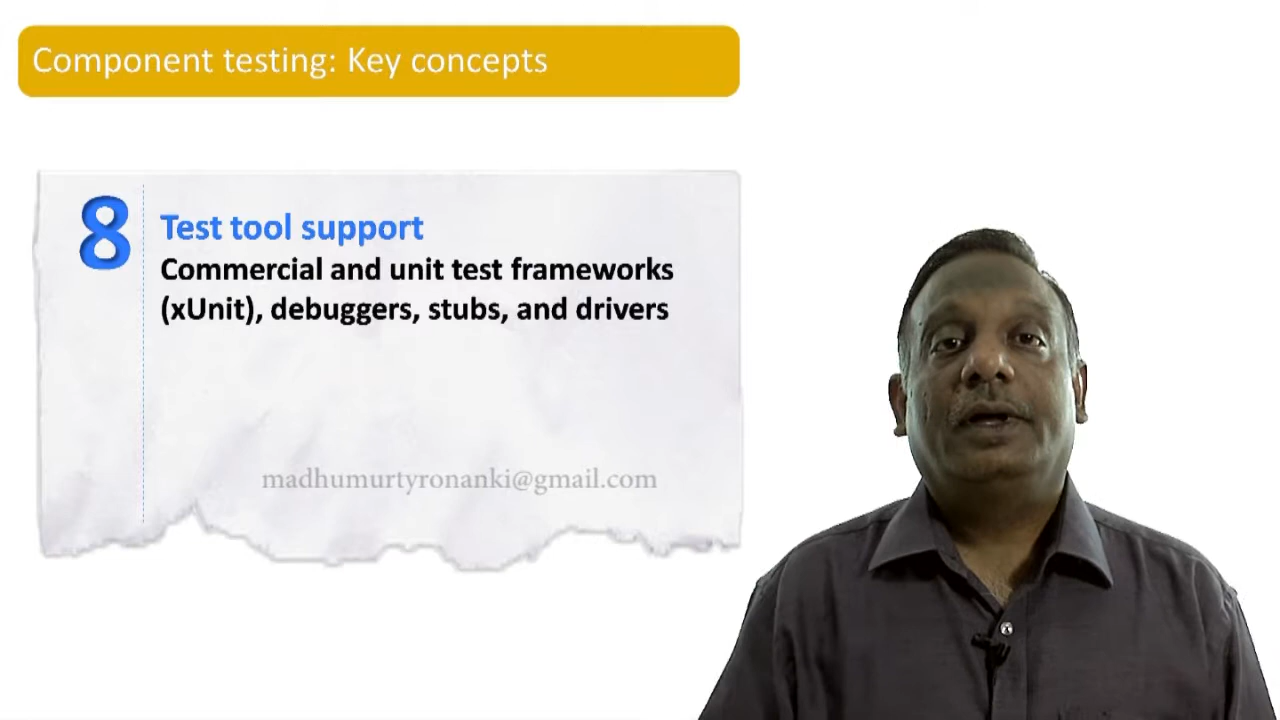 Component testing: Key concepts
8
Test tool support
Commercial and unit test frameworks
(xUnit), debuggers, stubs, and drivers
madhumurtyronanki@gmail.com